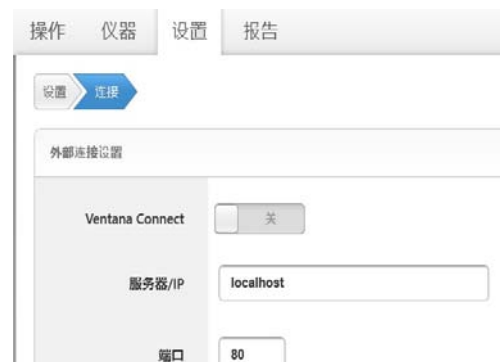 操作 仪器 设置 报告
设置 连接
外部连接设置
Ventana Connect 关
服务器/IP localhost
端口 80